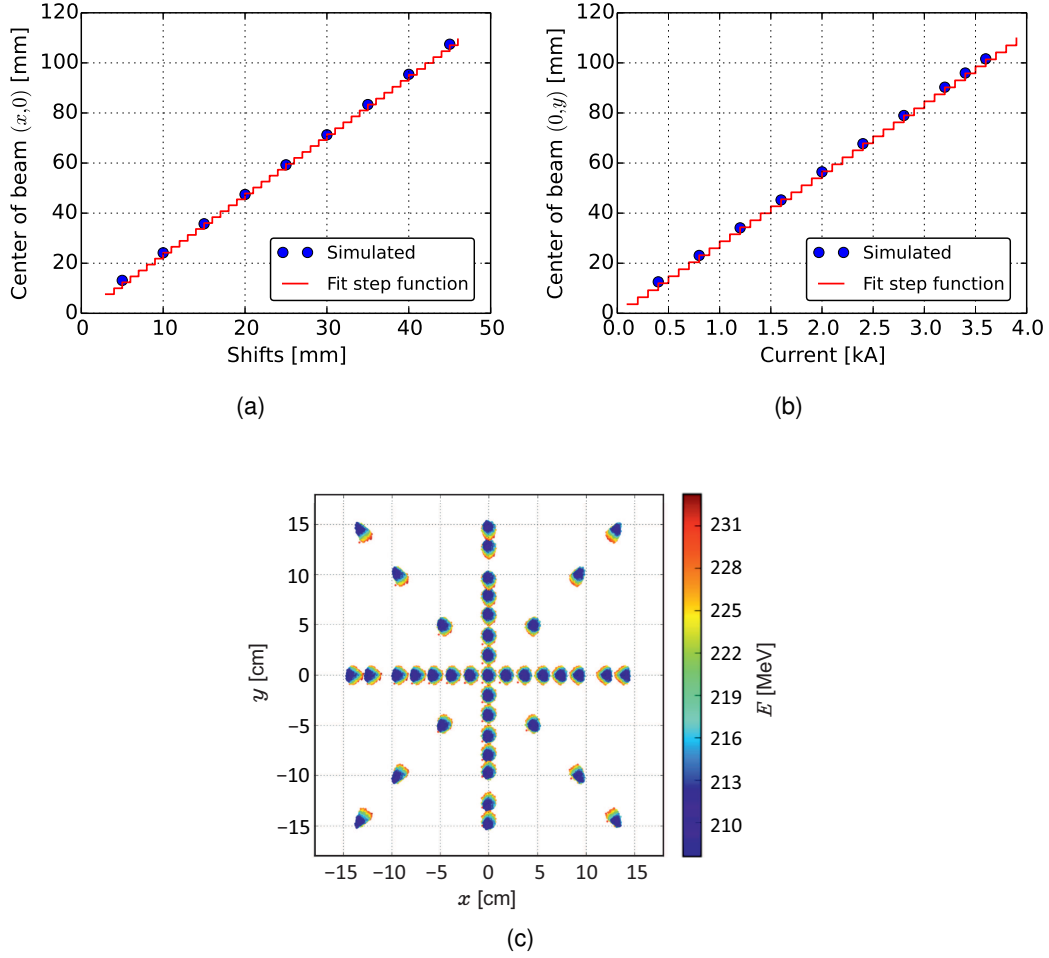 120
100
80
60
40
20
0
Center of beam (x,0) [mm]
Simulated
Fit step function
0 10 20 30 40 50
Shifts [mm]
(a)
120
100
80
60
40
20
0
Center of beam (0,y) [mm]
Simulated
Fit step function
0.0 0.5 1.0 1.5 2.0 2.5 3.0 3.5 4.0
Current [kA]
(b)
15
10
5
0
−5
−10
−15
y [cm]
−15 −10 −5 0 5 10 15
x [cm]
231
228
225
222
219
216
213
210
E [MeV]
(c)